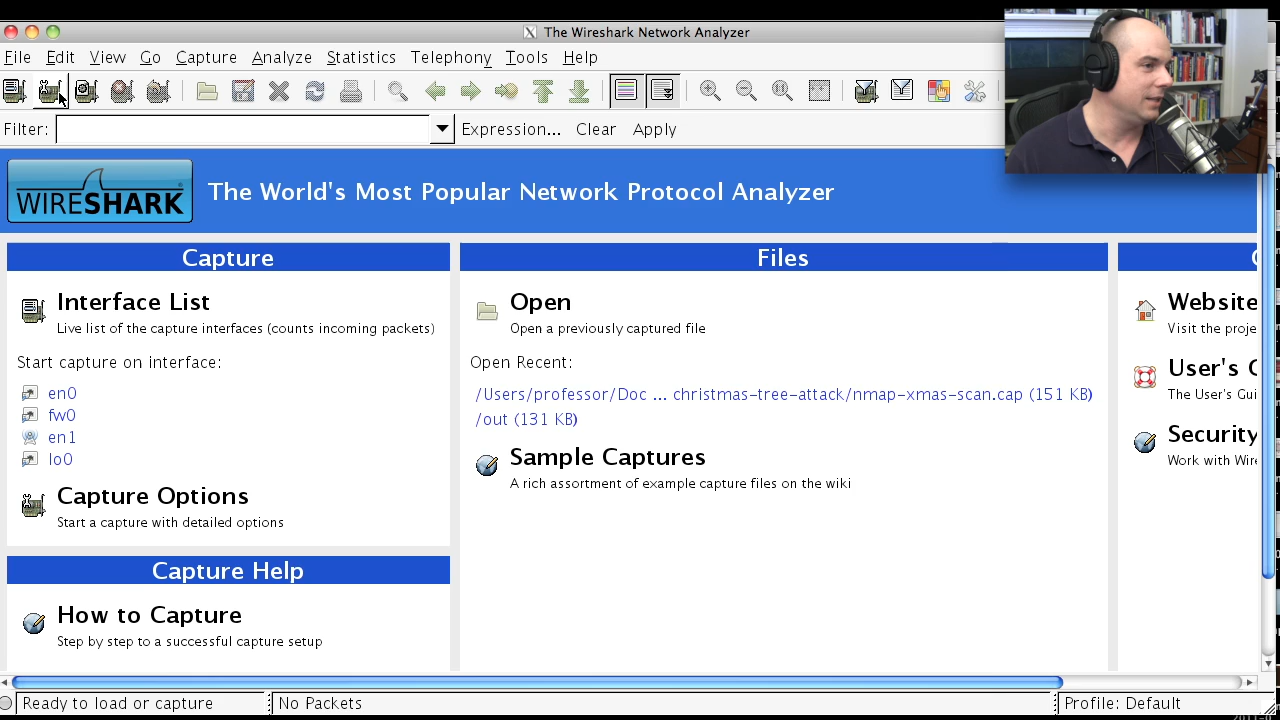 The Wireshark Network Analyzer
File Edit View Go Capture Analyze Statistics Telephony Tools Help
Filter: Expression... Clear Apply
WIRESHARK The World's Most Popular Network Protocol Analyzer
Capture
Interface List
Live list of the capture interfaces (counts incoming packets)
Start capture on interface:
en0
fw0
en1
lo0
Capture Options
Start a capture with detailed options
Capture Help
How to Capture
Step by step to a successful capture setup
Files
Open
Open a previously captured file
Open Recent:
/Users/professor/Doc ... christmas-tree-attack/nmap-xmas-scan.cap (151 KB)
/out (131 KB)
Sample Captures
A rich assortment of example capture files on the wiki
Website
Visit the proje
User's G
The User's Gui
Security
Work with Wire
Ready to load or capture
No Packets
Profile: Default